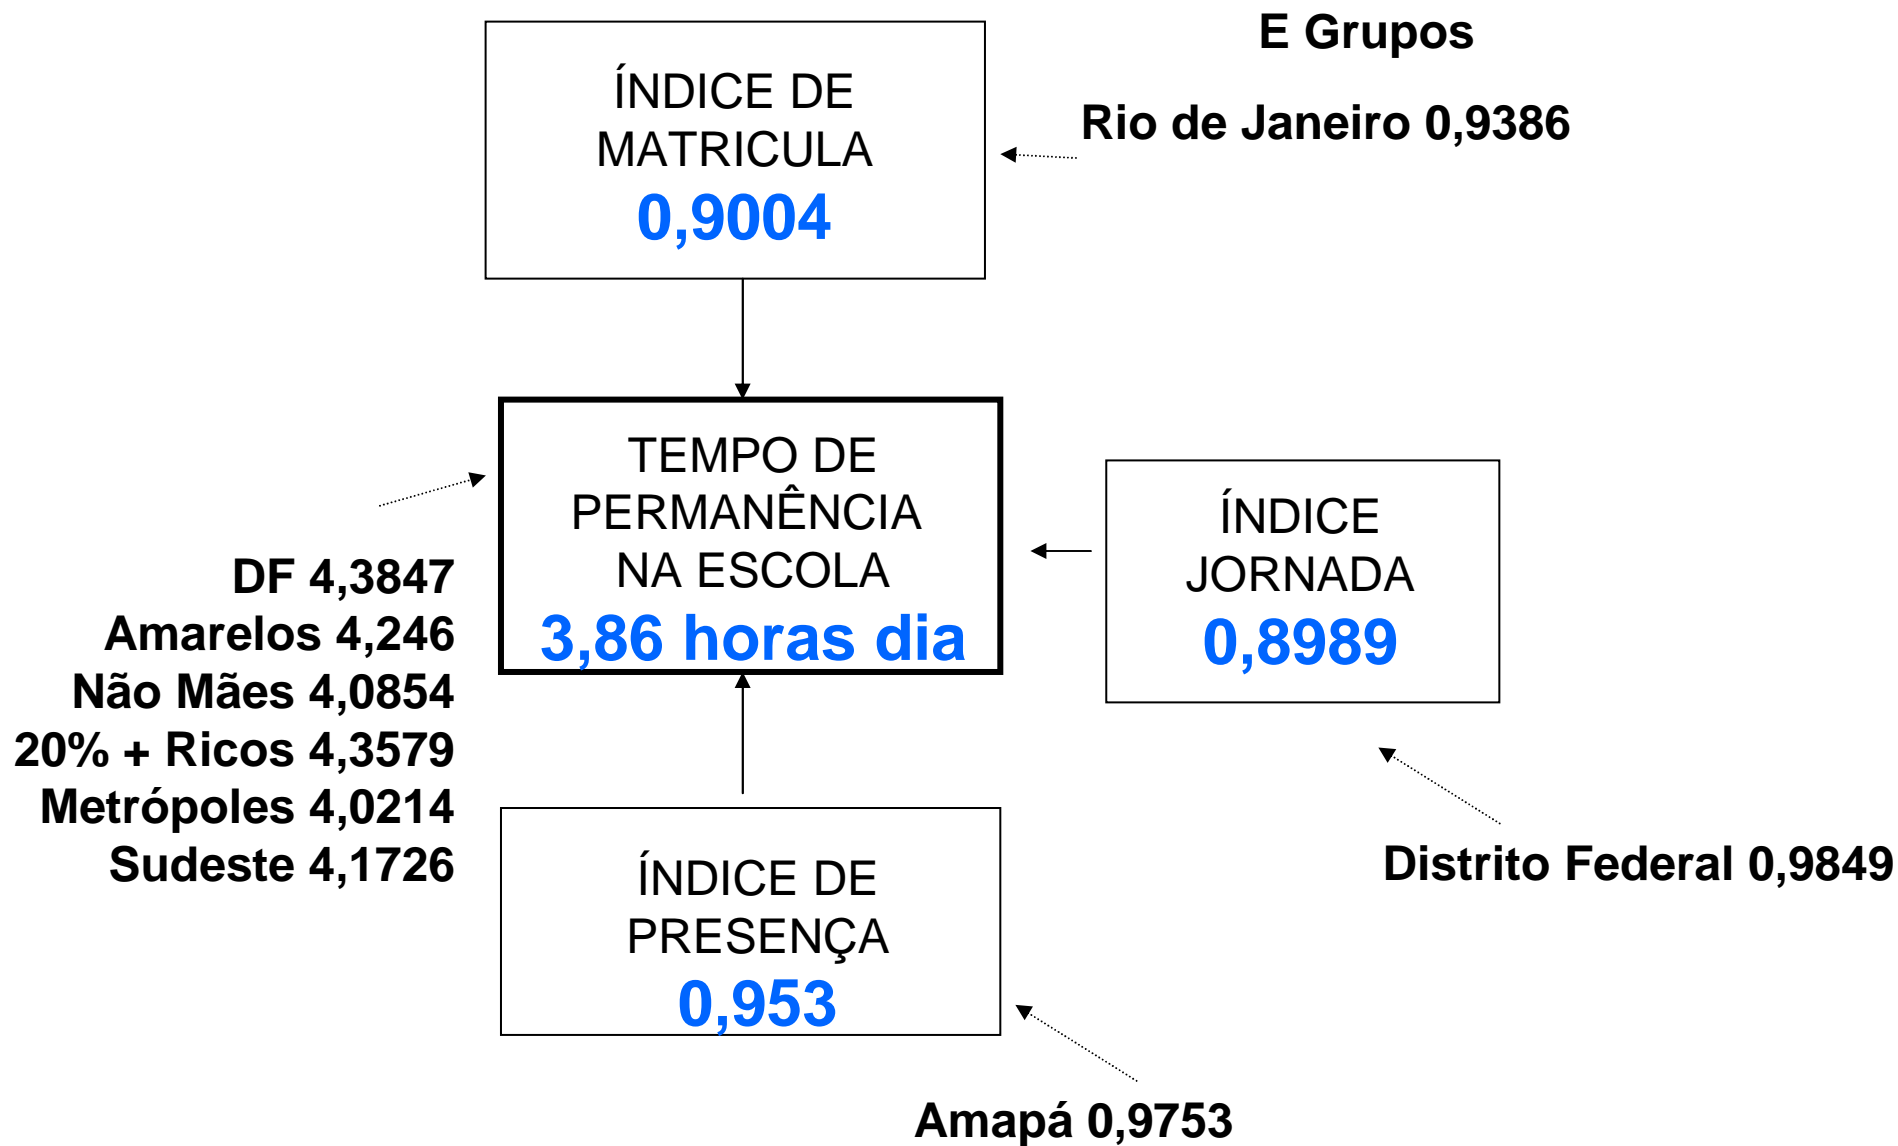 E Grupos
ÍNDICE DE
MATRICULA
0,9004
Rio de Janeiro 0,9386
TEMPO DE
PERMANÊNCIA
NA ESCOLA
3,86 horas dia
ÍNDICE
JORNADA
0,8989
DF 4,3847
Amarelos 4,246
Não Mães 4,0854
20% + Ricos 4,3579
Metrópoles 4,0214
Sudeste 4,1726
Distrito Federal 0,9849
ÍNDICE DE
PRESENÇA
0,953
Amapá 0,9753